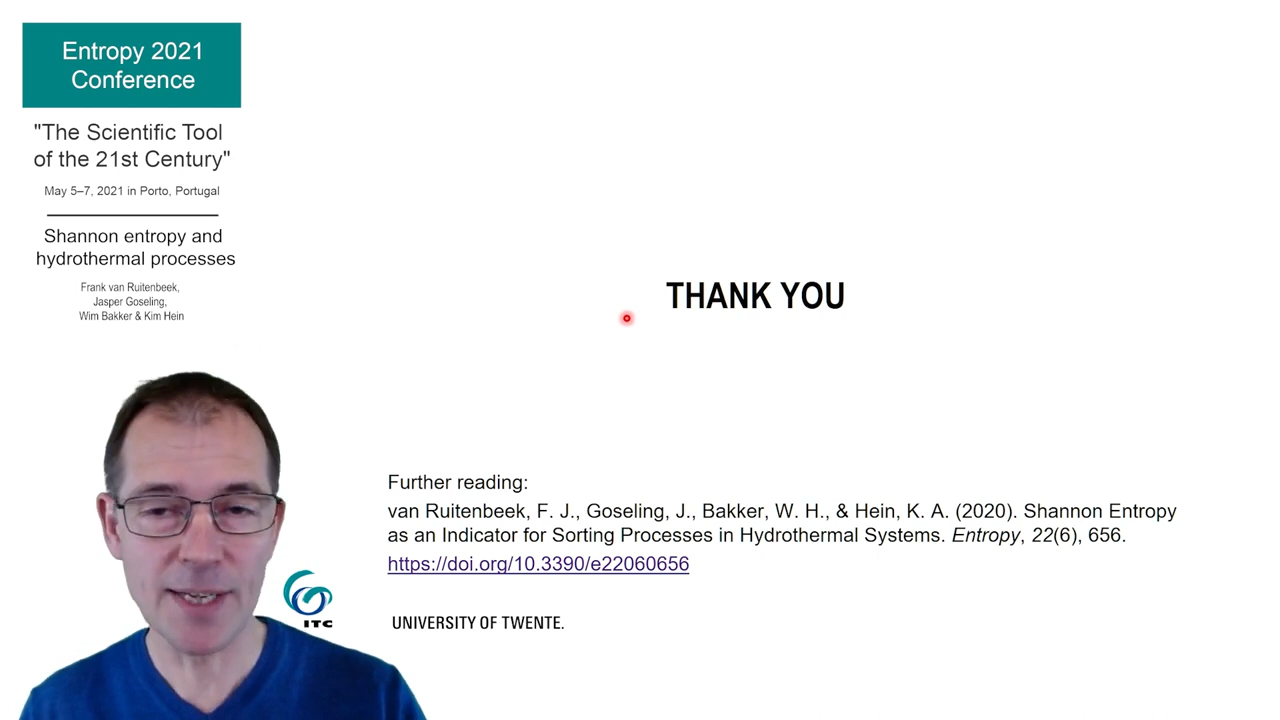 Entropy 2021
Conference
"The Scientific Tool
of the 21st Century"
May 5–7, 2021 in Porto, Portugal
Shannon entropy and
hydrothermal processes
Frank van Ruitenbeek,
Jasper Goseling,
Wim Bakker & Kim Hein
THANK YOU
Further reading:
van Ruitenbeek, F. J., Goseling, J., Bakker, W. H., & Hein, K. A. (2020). Shannon Entropy
as an Indicator for Sorting Processes in Hydrothermal Systems. Entropy, 22(6), 656.
https://doi.org/10.3390/e22060656
ITC
UNIVERSITY OF TWENTE.